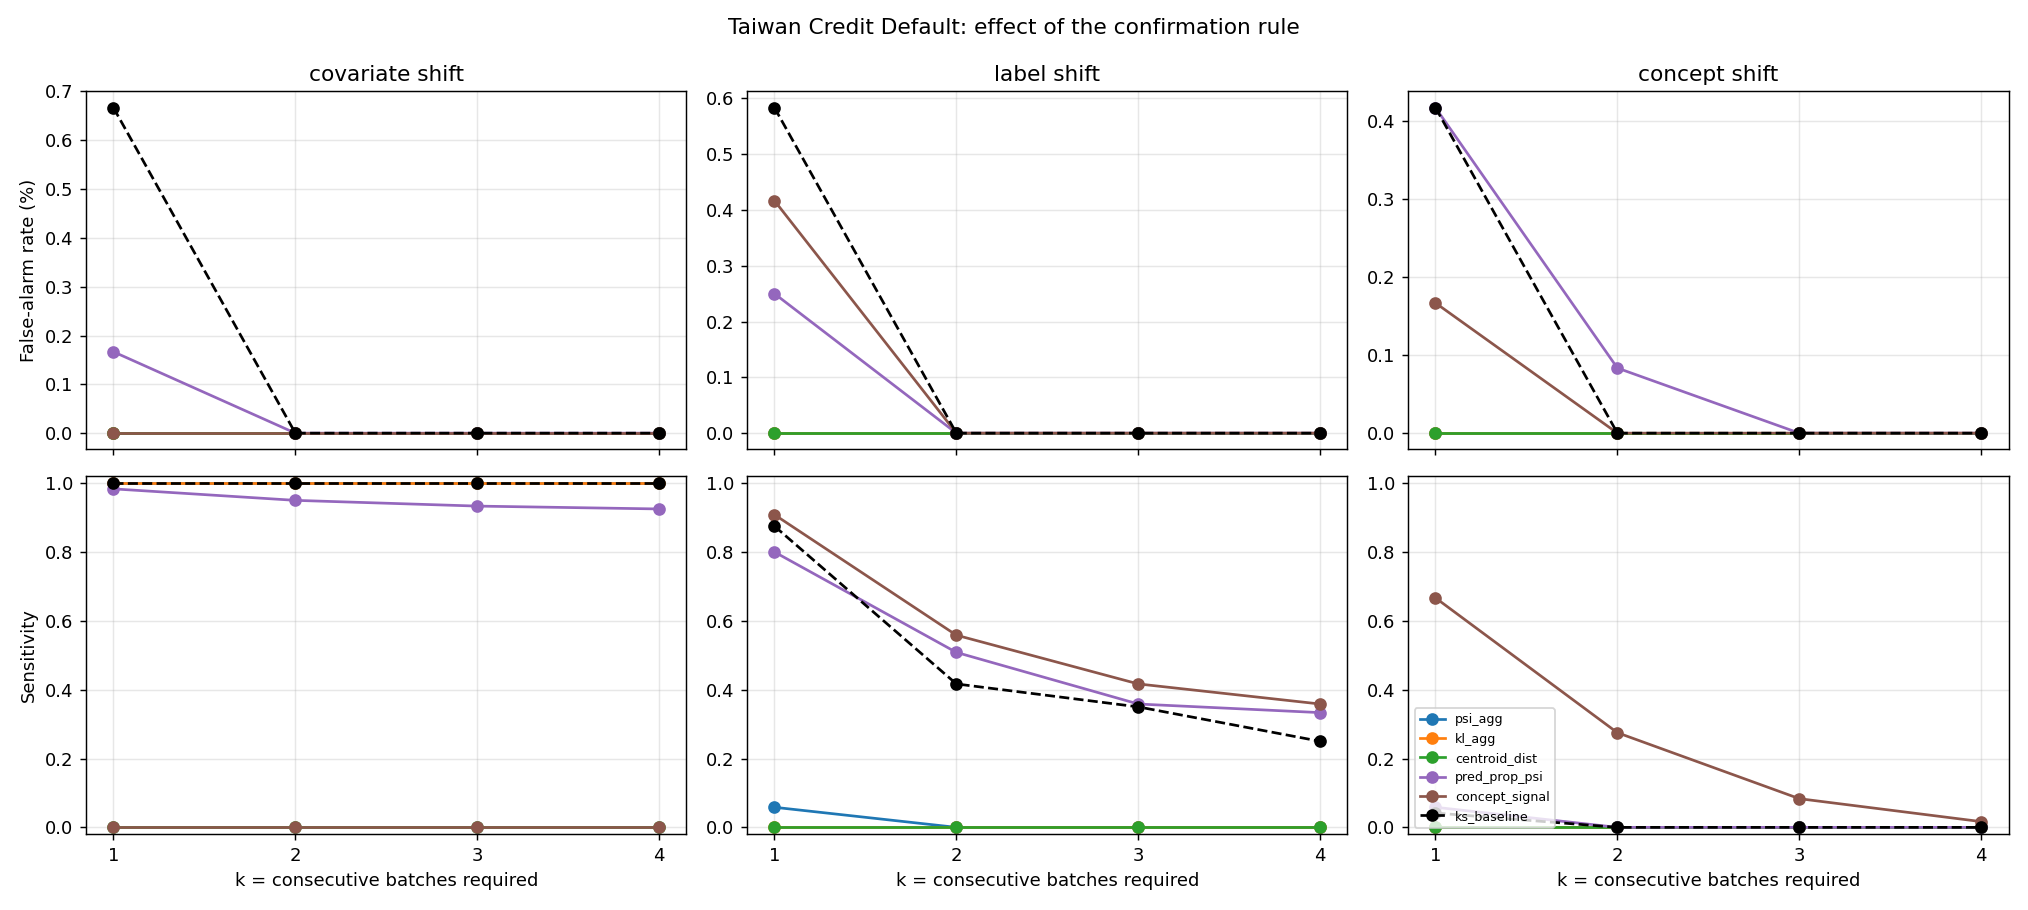 Taiwan Credit Default: effect of the confirmation rule
covariate shift
label shift
concept shift
False-alarm rate (%)
0.7
0.6
0.5
0.4
0.3
0.2
0.1
0.0
0.6
0.5
0.4
0.3
0.2
0.1
0.0
0.4
0.3
0.2
0.1
0.0
Sensitivity
1.0
0.8
0.6
0.4
0.2
0.0
1.0
0.8
0.6
0.4
0.2
0.0
1.0
0.8
0.6
0.4
0.2
0.0
psi_agg
kl_agg
centroid_dist
pred_prop_psi
concept_signal
ks_baseline
1 2 3 4
1 2 3 4
1 2 3 4
k = consecutive batches required
k = consecutive batches required
k = consecutive batches required